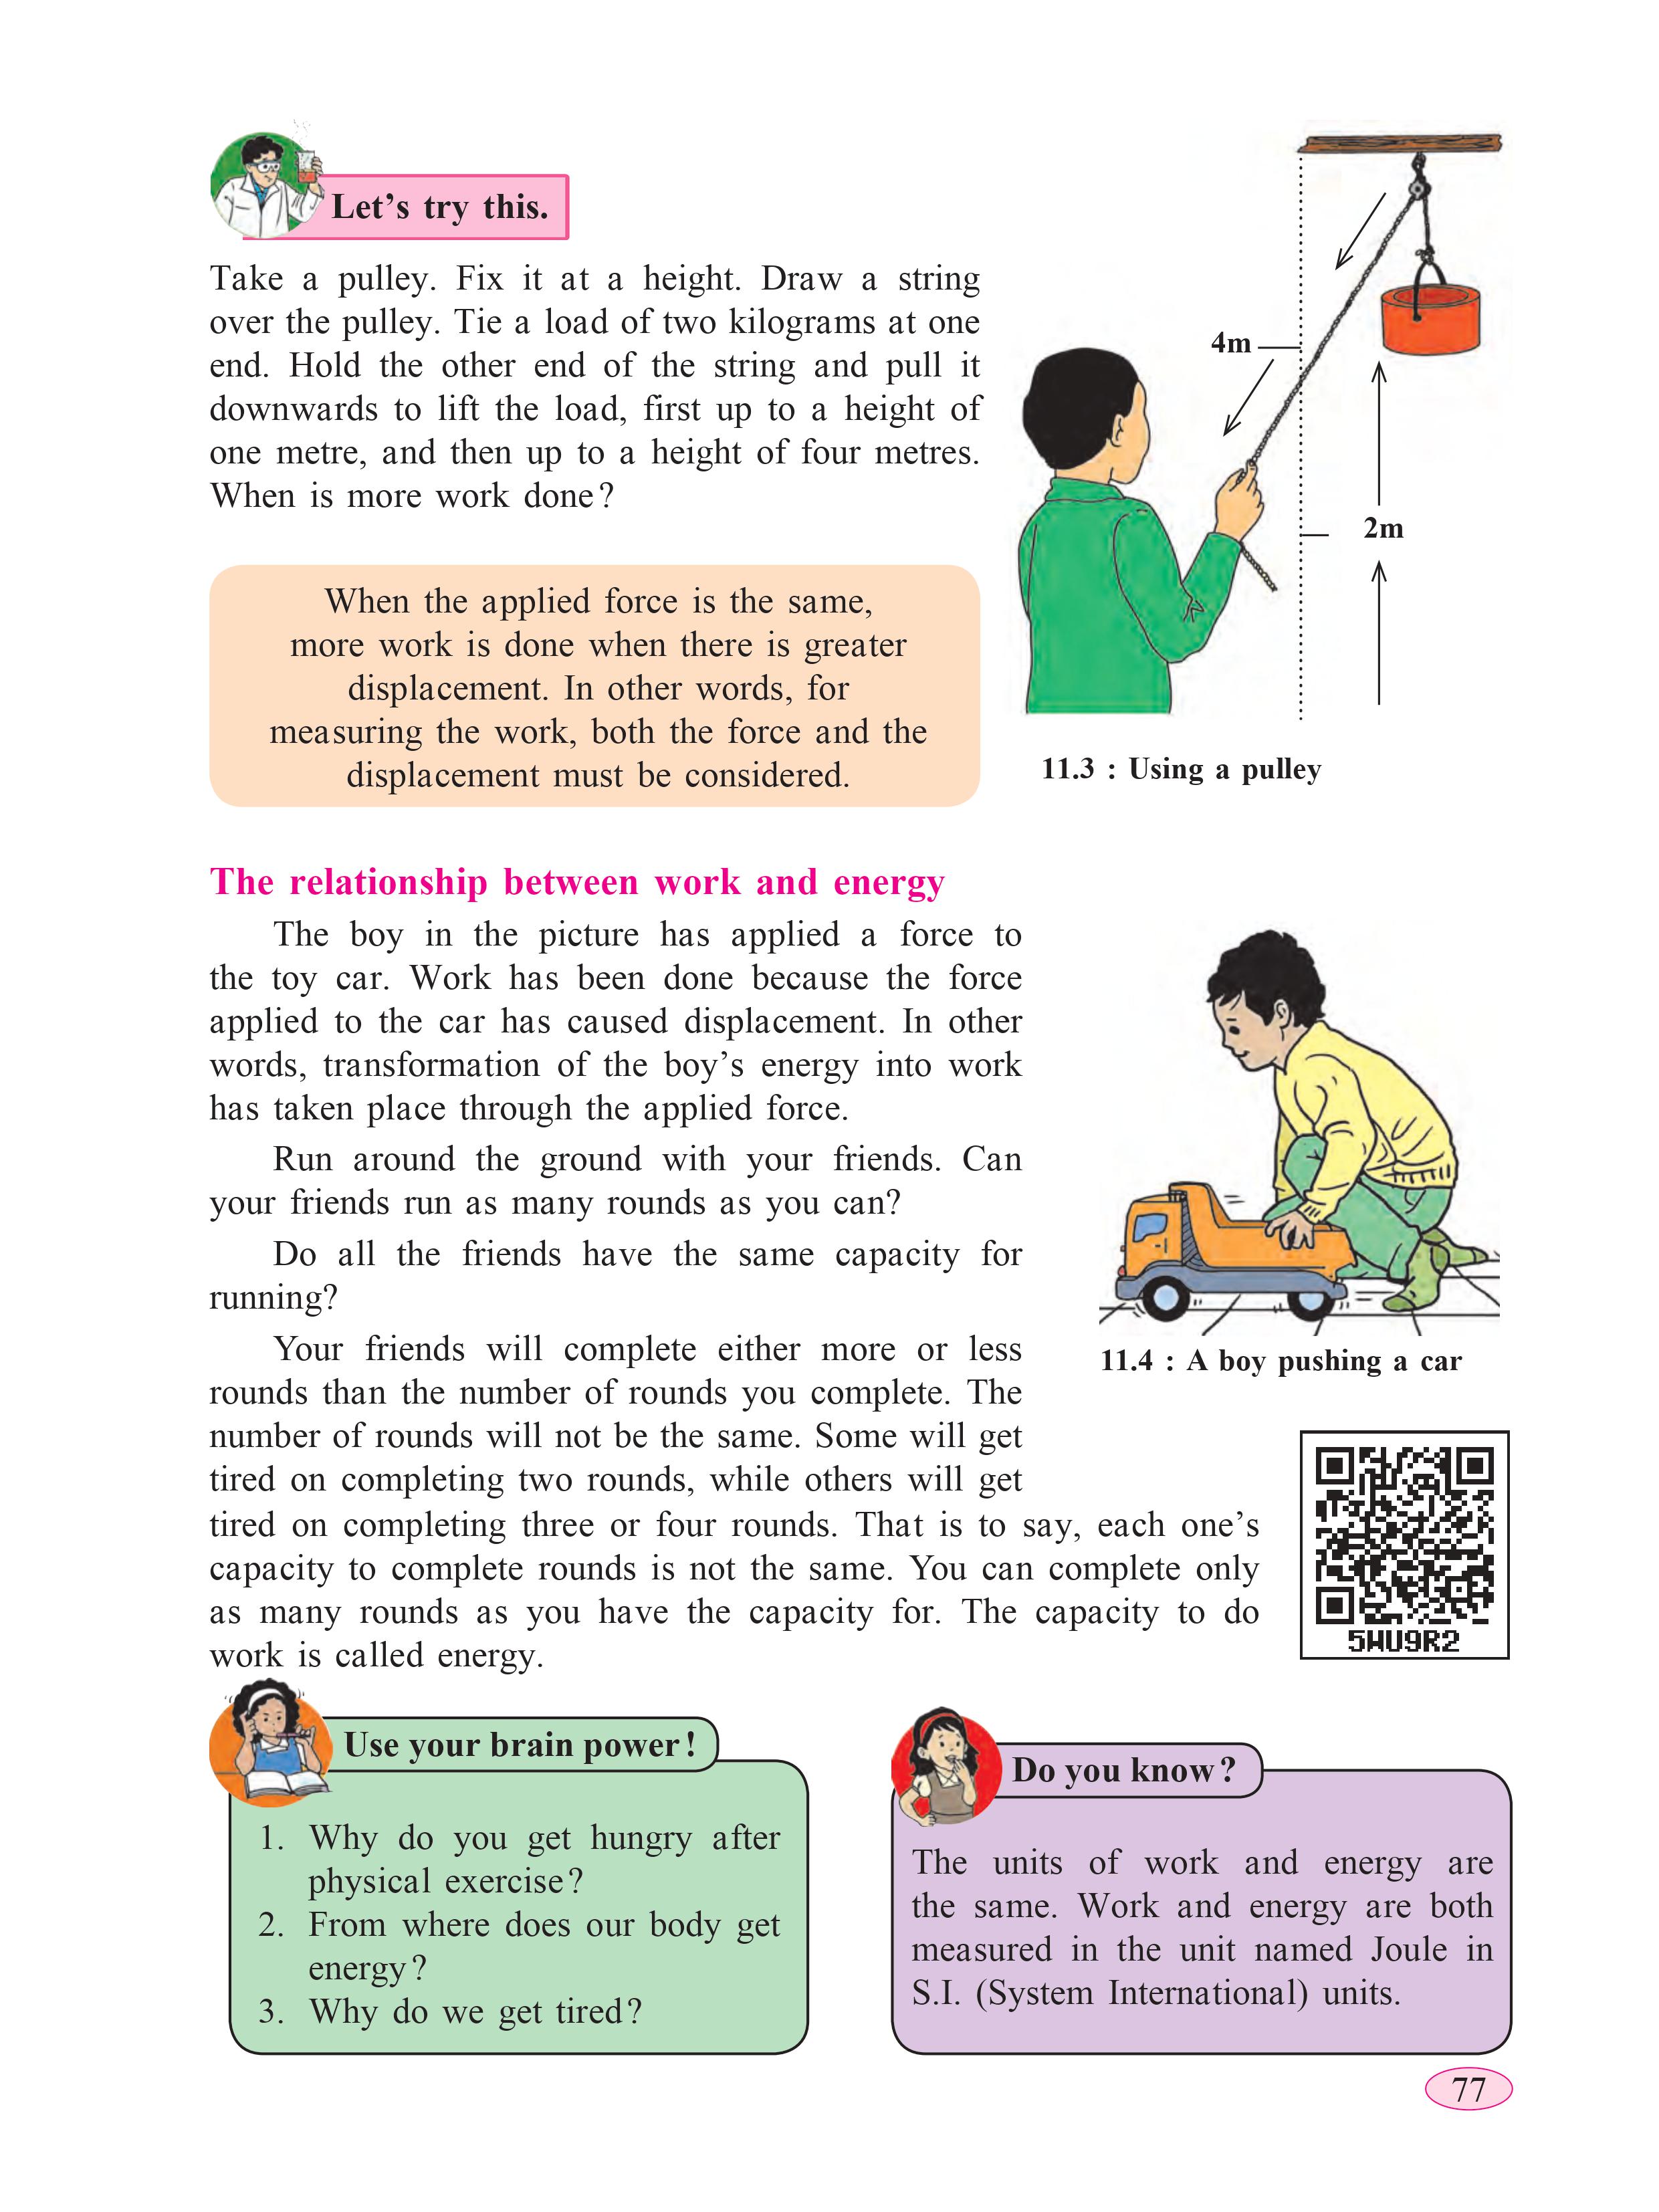 Let’s try this.
Take a pulley. Fix it at a height. Draw a string
over the pulley. Tie a load of two kilograms at one
end. Hold the other end of the string and pull it
downwards to lift the load, first up to a height of
one metre, and then up to a height of four metres.
When is more work done?
When the applied force is the same,
more work is done when there is greater
displacement. In other words, for
measuring the work, both the force and the
displacement must be considered.
4m
2m
11.3 : Using a pulley
The relationship between work and energy
The boy in the picture has applied a force to
the toy car. Work has been done because the force
applied to the car has caused displacement. In other
words, transformation of the boy’s energy into work
has taken place through the applied force.
Run around the ground with your friends. Can
your friends run as many rounds as you can?
Do all the friends have the same capacity for
running?
Your friends will complete either more or less
rounds than the number of rounds you complete. The
number of rounds will not be the same. Some will get
tired on completing two rounds, while others will get
tired on completing three or four rounds. That is to say, each one’s
capacity to complete rounds is not the same. You can complete only
as many rounds as you have the capacity for. The capacity to do
work is called energy.
11.4 : A boy pushing a car
5WU9R2
Use your brain power!
1. Why do you get hungry after
physical exercise?
2. From where does our body get
energy?
3. Why do we get tired?
Do you know?
The units of work and energy are
the same. Work and energy are both
measured in the unit named Joule in
S.I. (System International) units.
77